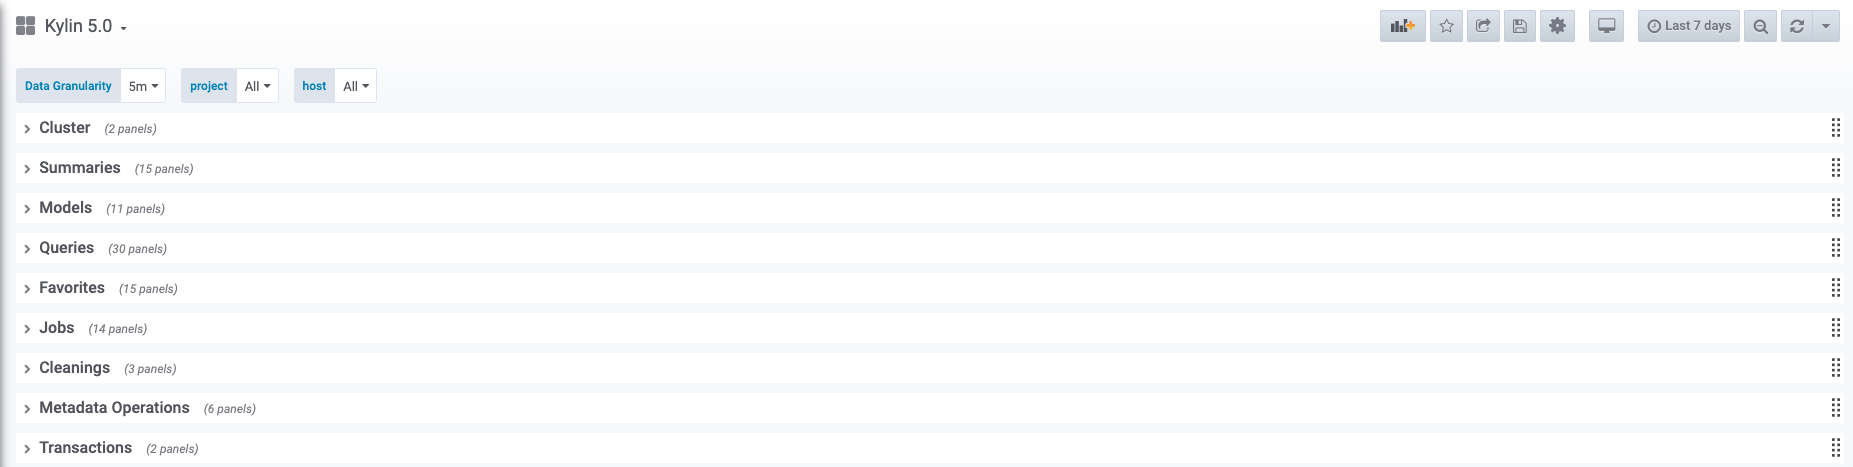 Kylin 5.0
Last 7 days
Data Granularity 5m project All host All
Cluster (2 panels)
Summaries (15 panels)
Models (11 panels)
Queries (30 panels)
Favorites (15 panels)
Jobs (14 panels)
Cleanings (3 panels)
Metadata Operations (6 panels)
Transactions (2 panels)